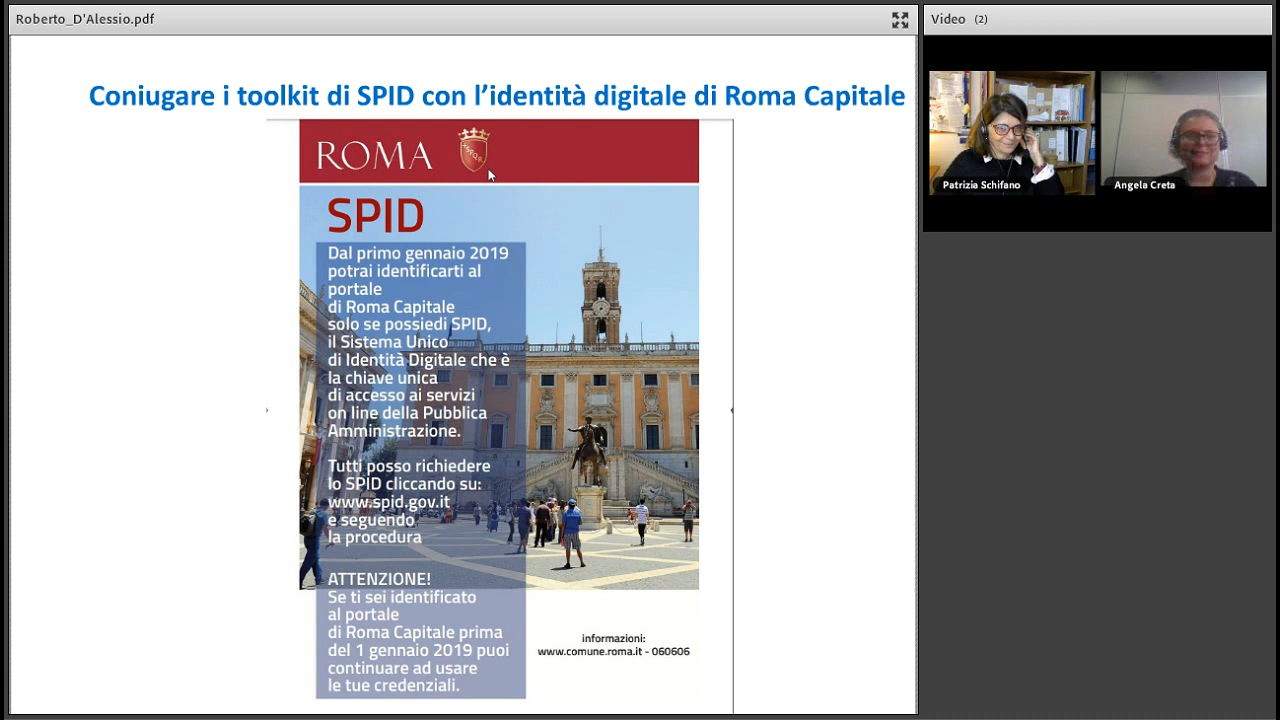 Roberto_D'Alessio.pdf
Video (2)
Coniugare i toolkit di SPID con l’identità digitale di Roma Capitale
ROMA
SPQR
SPID
Dal primo gennaio 2019
potrai identificarti al
portale
di Roma Capitale
solo se possiedi SPID,
il Sistema Unico
di Identità Digitale che è
la chiave unica
di accesso ai servizi
on line della Pubblica
Amministrazione.
Tutti posso richiedere
lo SPID cliccando su:
www.spid.gov.it
e seguendo
la procedura
ATTENZIONE!
Se ti sei identificato
al portale
di Roma Capitale prima
del 1 gennaio 2019 puoi
continuare ad usare
le tue credenziali.
informazioni:
www.comune.roma.it - 060606
Patrizia Schifano
Angela Creta